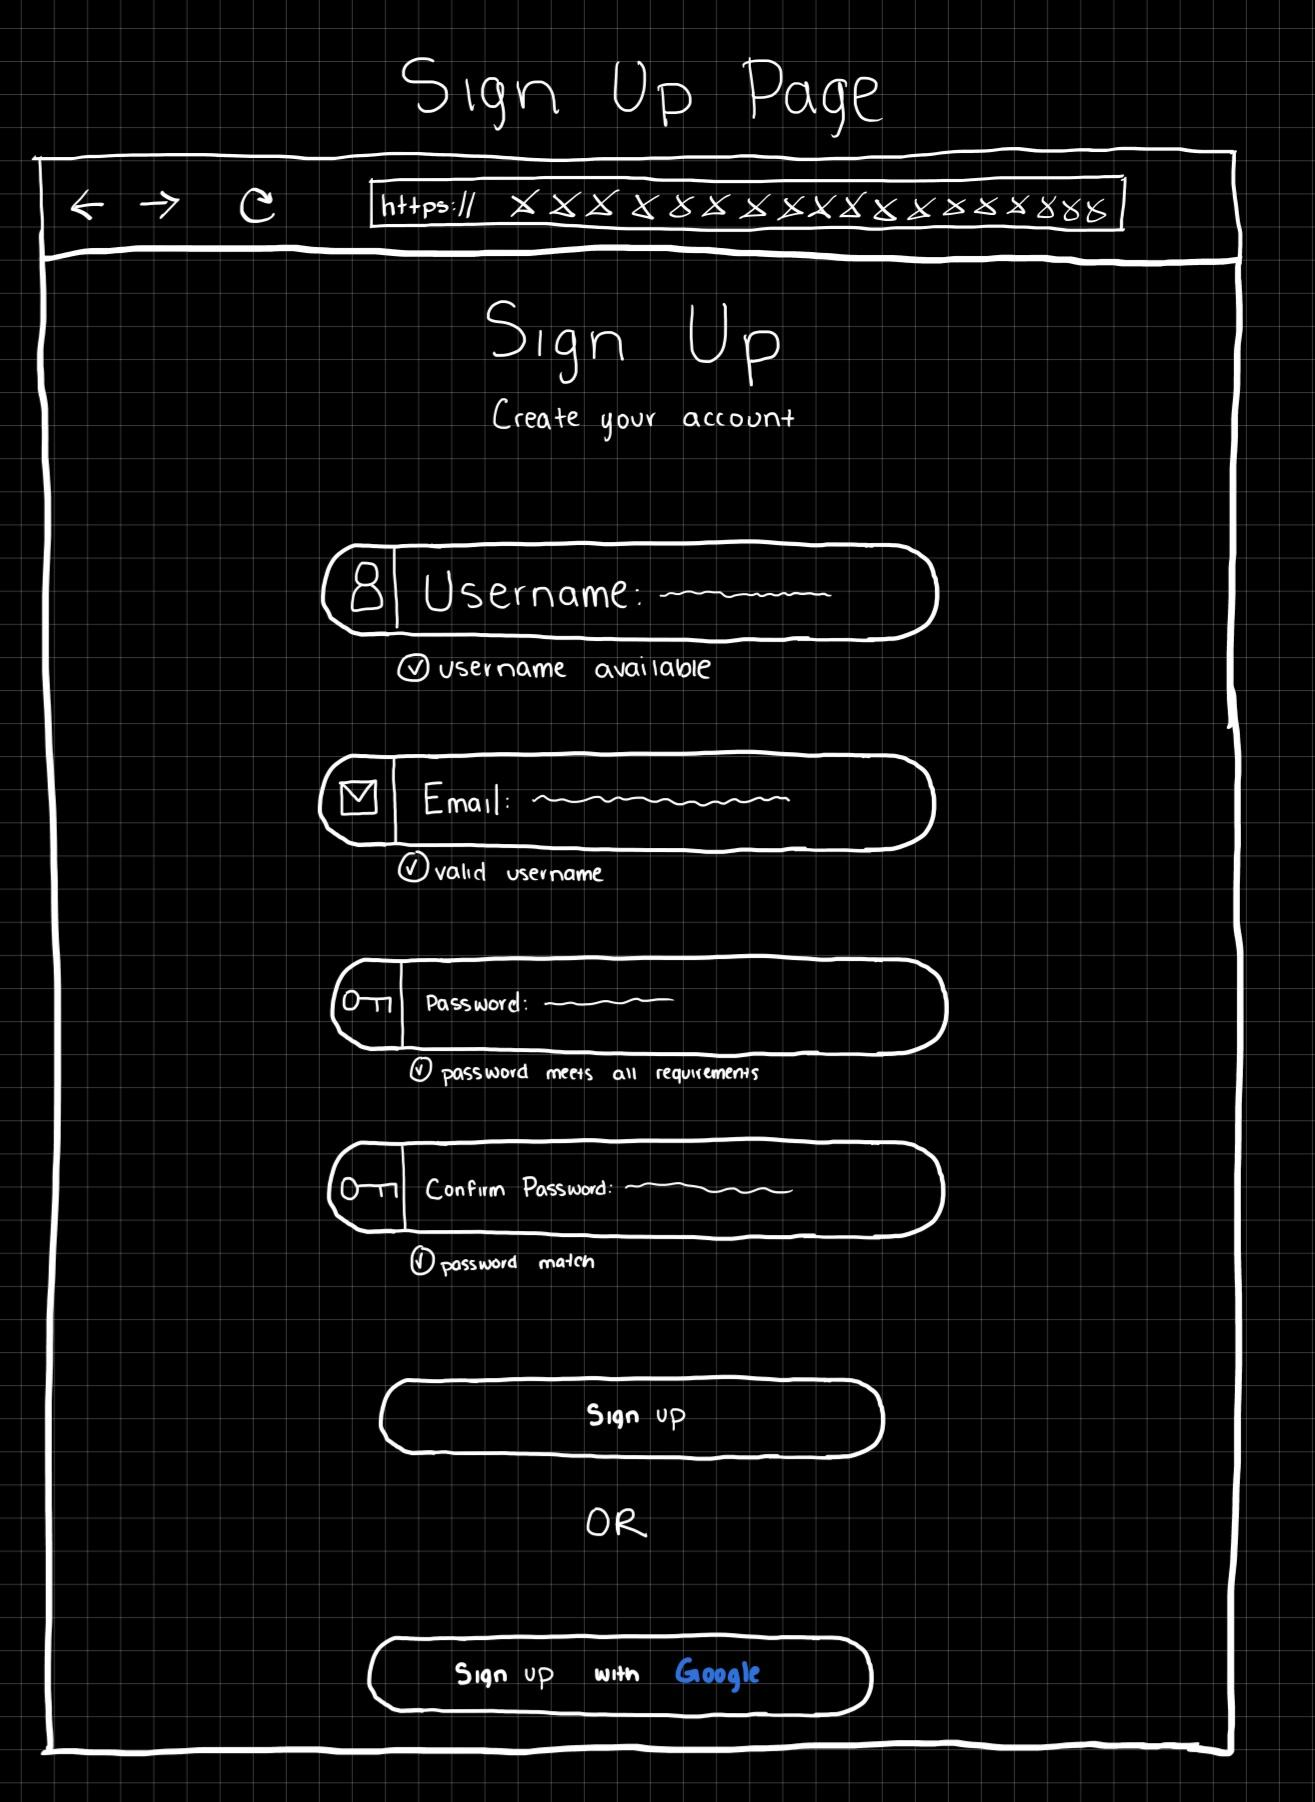 Sign Up Page
https:// xxxxxxxxxxxxxxxxxx
Sign Up
Create your account
Username:
username available
Email:
valid username
Password:
password meets all requirements
Confirm Password:
password match
Sign up
OR
Sign up with Google